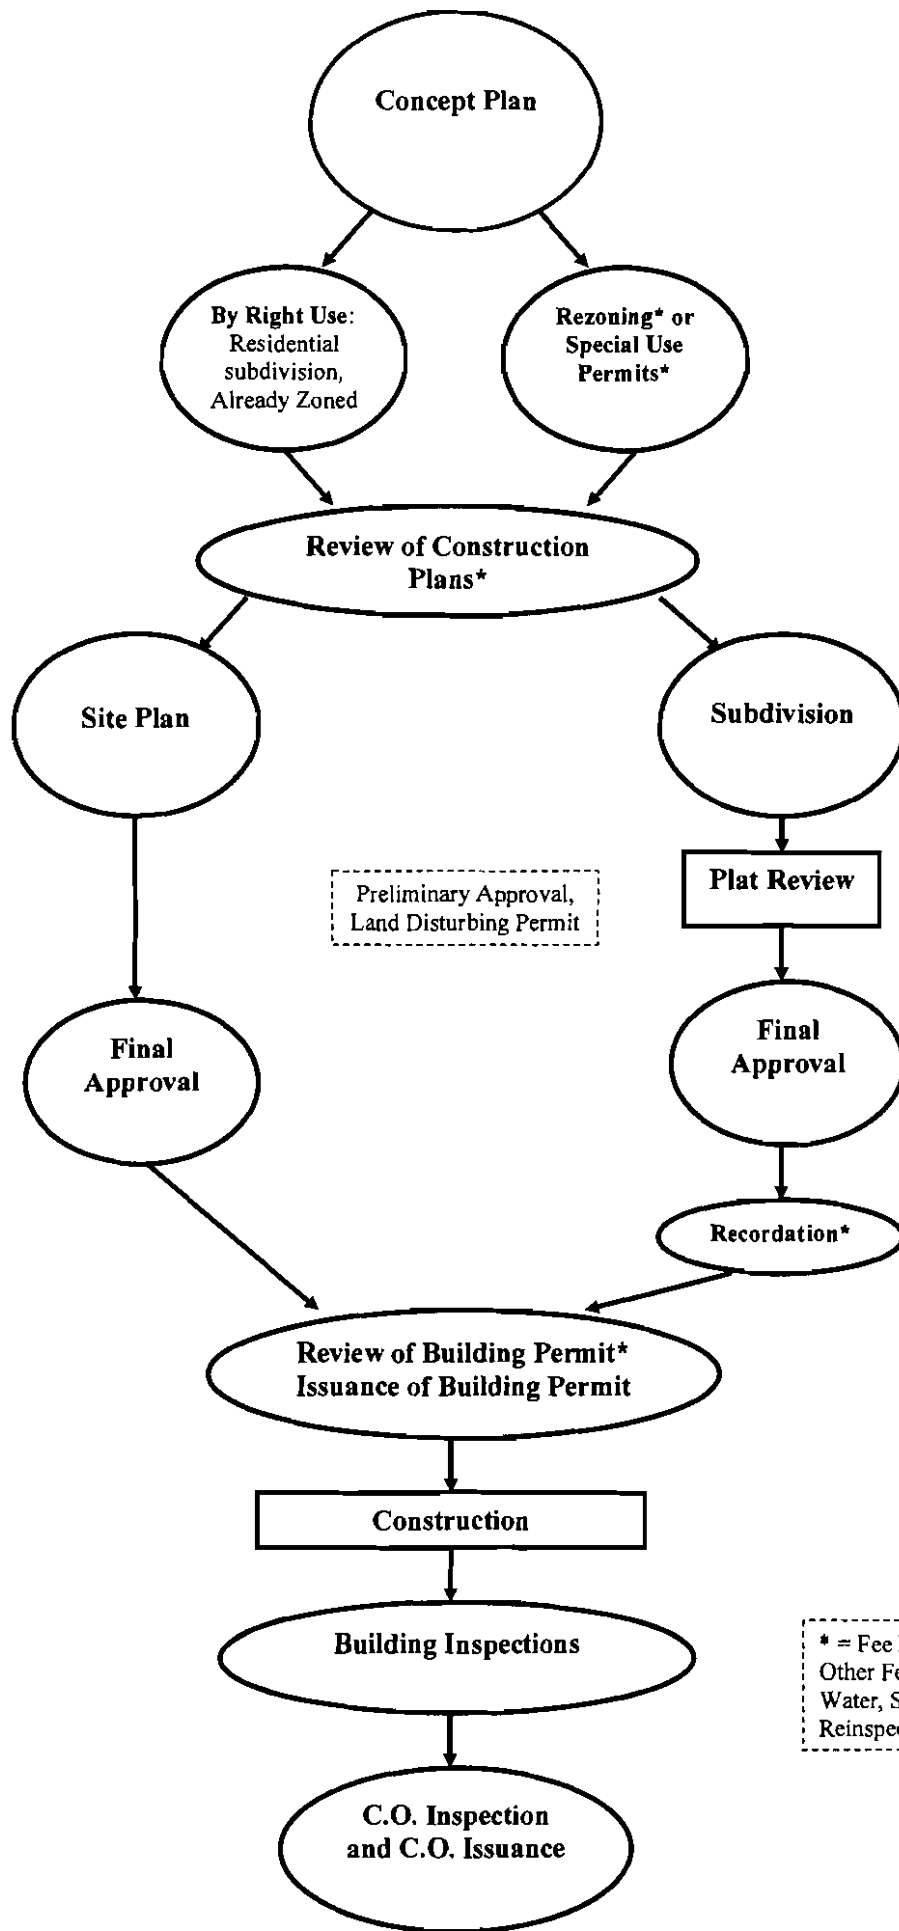 Concept Plan
By Right Use:
Residential
subdivision,
Already Zoned
Rezoning* or
Special Use
Permits*
Review of Construction
Plans*
Site Plan
Subdivision
Plat Review
Preliminary Approval,
Land Disturbing Permit
Final
Approval
Final
Approval
Recordation*
Review of Building Permit*
Issuance of Building Permit
Construction
Building Inspections
* = Fee
Other
Water,
C.O. Inspection
and C.O. Issuance